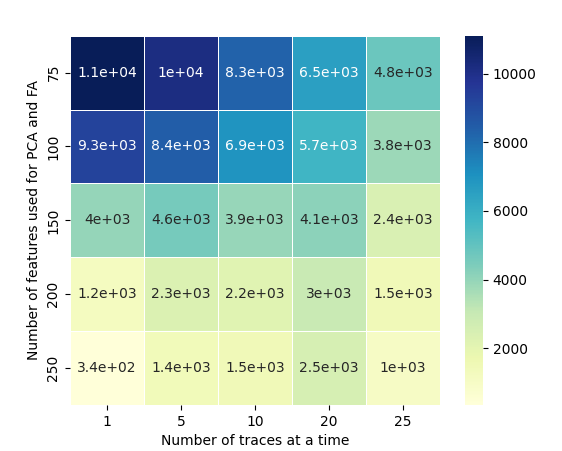 75 1.1e+04 1e+04 8.3e+03 6.5e+03 4.8e+03
100 9.3e+03 8.4e+03 6.9e+03 5.7e+03 3.8e+03
150 4e+03 4.6e+03 3.9e+03 4.1e+03 2.4e+03
200 1.2e+03 2.3e+03 2.2e+03 3e+03 1.5e+03
250 3.4e+02 1.4e+03 1.5e+03 2.5e+03 1e+03
1 5 10 20 25
Number of traces at a time
Number of features used for PCA and FA
10000
8000
6000
4000
2000